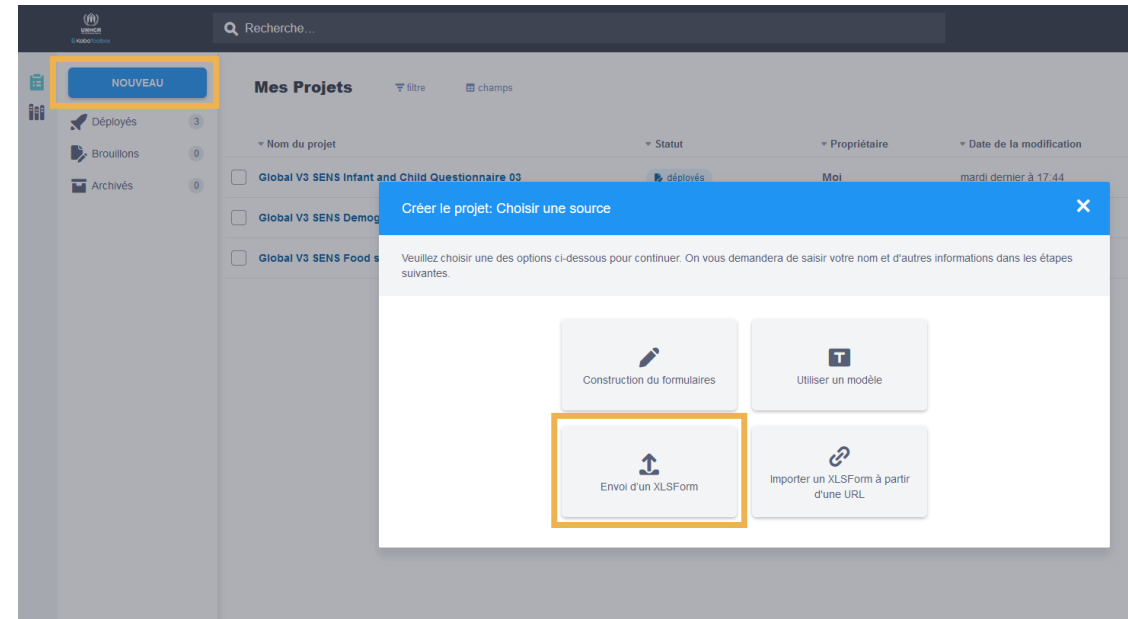 UNHCR
KoboToolbox
Recherche...
NOUVEAU
Déployés 3
Brouillons 0
Archivés 0
Mes Projets filtre champs
Nom du projet Statut Propriétaire Date de la modification
Global V3 SENS Infant and Child Questionnaire 03 déployés Moi mardi dernier à 17:44
Global V3 SENS Demog
Global V3 SENS Food s
Créer le projet: Choisir une source
Veuillez choisir une des options ci-dessous pour continuer. On vous demandera de saisir votre nom et d'autres informations dans les étapes
suivantes.
Construction du formulaires
Utiliser un modèle
Envoi d'un XLSForm
Importer un XLSForm à partir
d'une URL